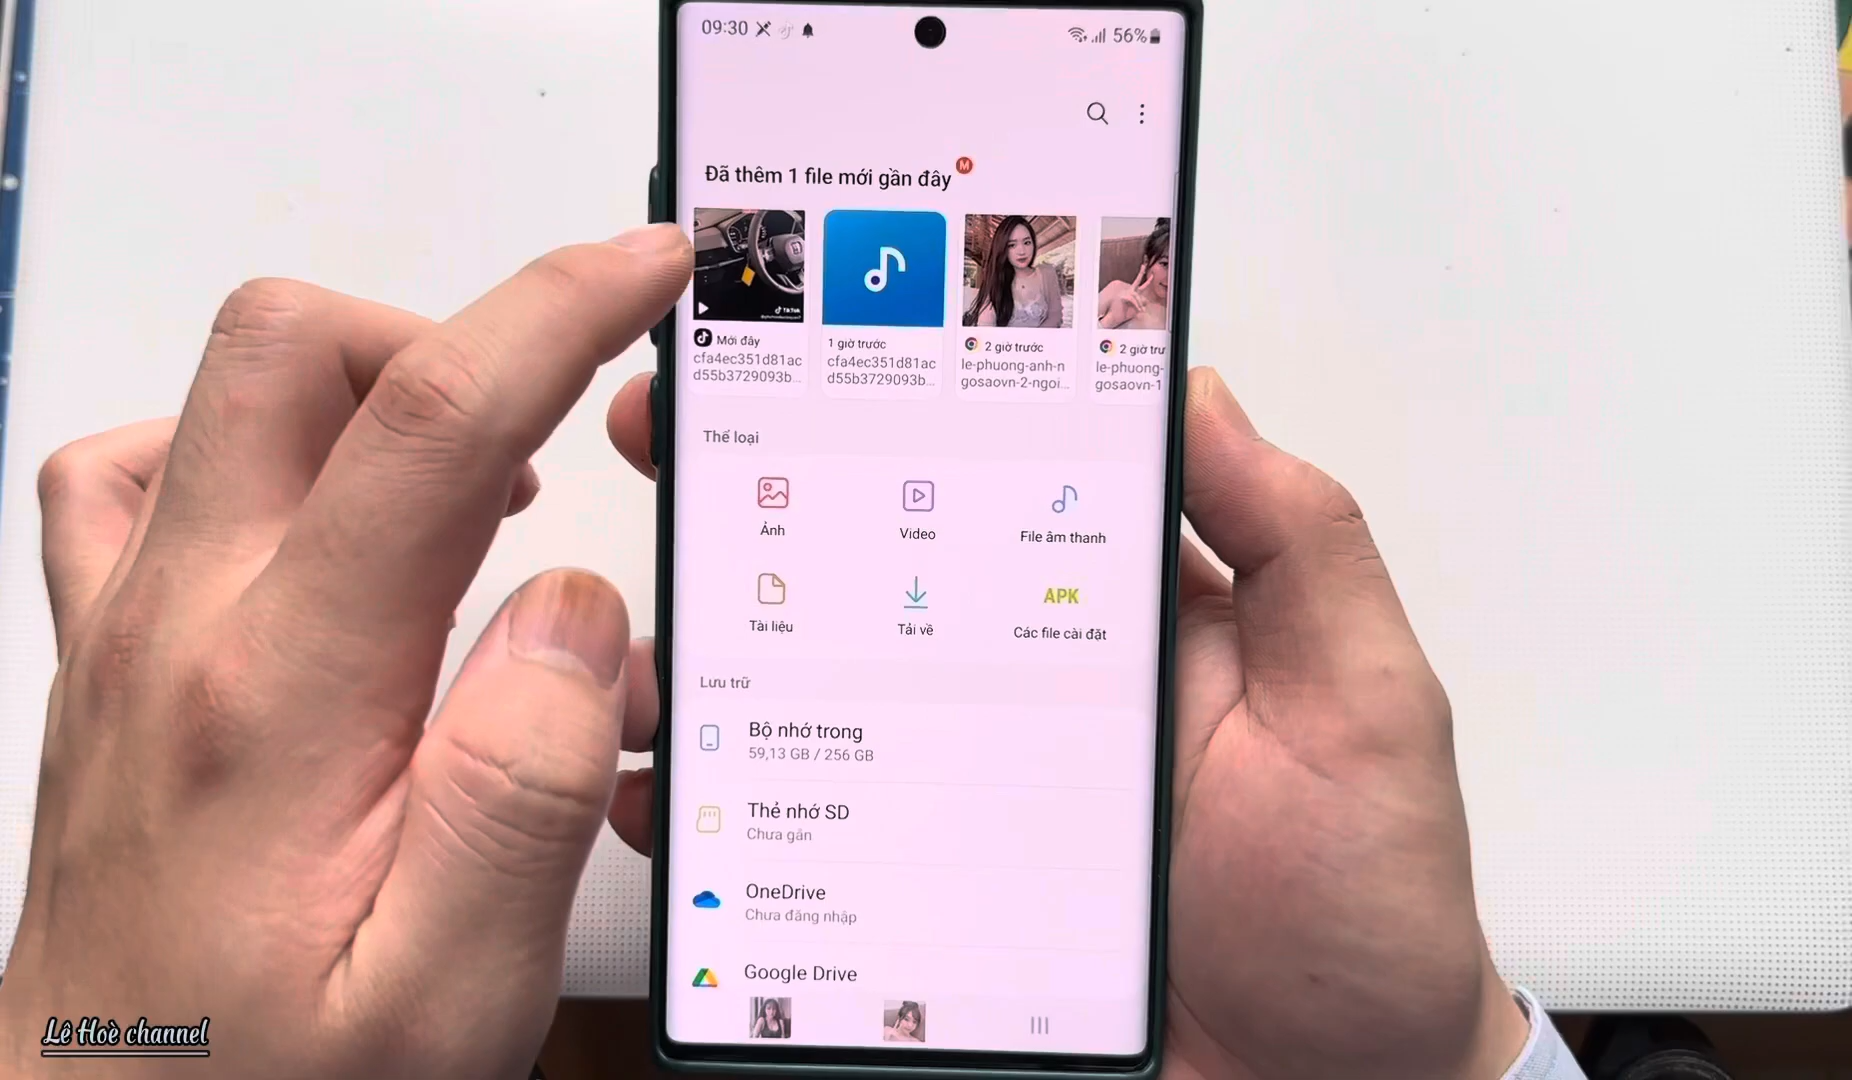 09:30
56%
Đã thêm 1 file mới gần đây
M
TikTok
Mới đây
cfa4ec351d81ac
d55b3729093b...
1 giờ trước
cfa4ec351d81ac
d55b3729093b...
2 giờ trước
le-phuong-anh-n
gosaovn-2-ngoi...
2 giờ trư
le-phuong-
gosaovn-1
Thể loại
Ảnh
Video
File âm thanh
Tài liệu
Tải về
APK
Các file cài đặt
Lưu trữ
Bộ nhớ trong
59,13 GB / 256 GB
Thẻ nhớ SD
Chưa gắn
OneDrive
Chưa đăng nhập
Google Drive
Lê Hoè channel